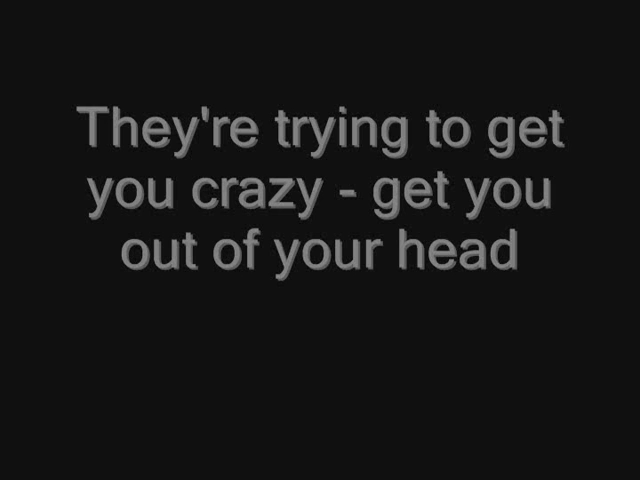 They're trying to get
you crazy - get you
out of your head